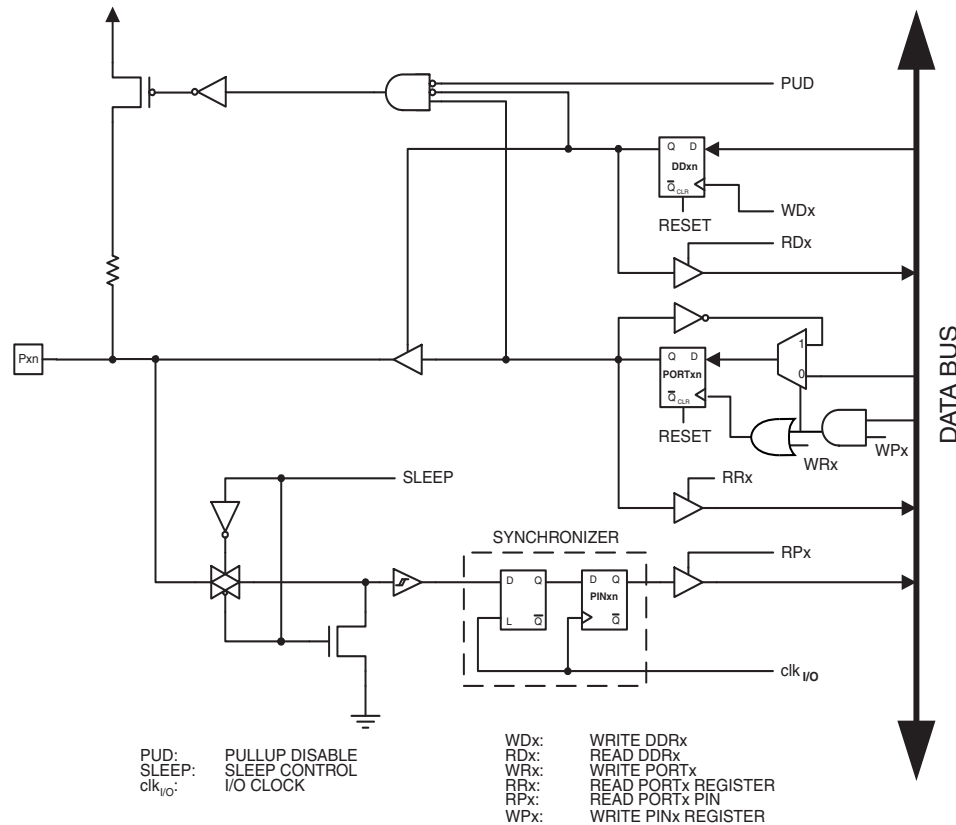 PUD
Q D
DDxn
Q CLR
WDx
RESET
RDx
Pxn
1
Q D
0
PORTxn
Q CLR
RESET
WRx
WPx
DATA BUS
SLEEP
RRx
SYNCHRONIZER
RPx
D Q
D Q
PINxn
L Q
Q
clk I/O
PUD: PULLUP DISABLE
SLEEP: SLEEP CONTROL
clkI/O: I/O CLOCK
WDx: WRITE DDRx
RDx: READ DDRx
WRx: WRITE PORTx
RRx: READ PORTx REGISTER
RPx: READ PORTx PIN
WPx: WRITE PINx REGISTER